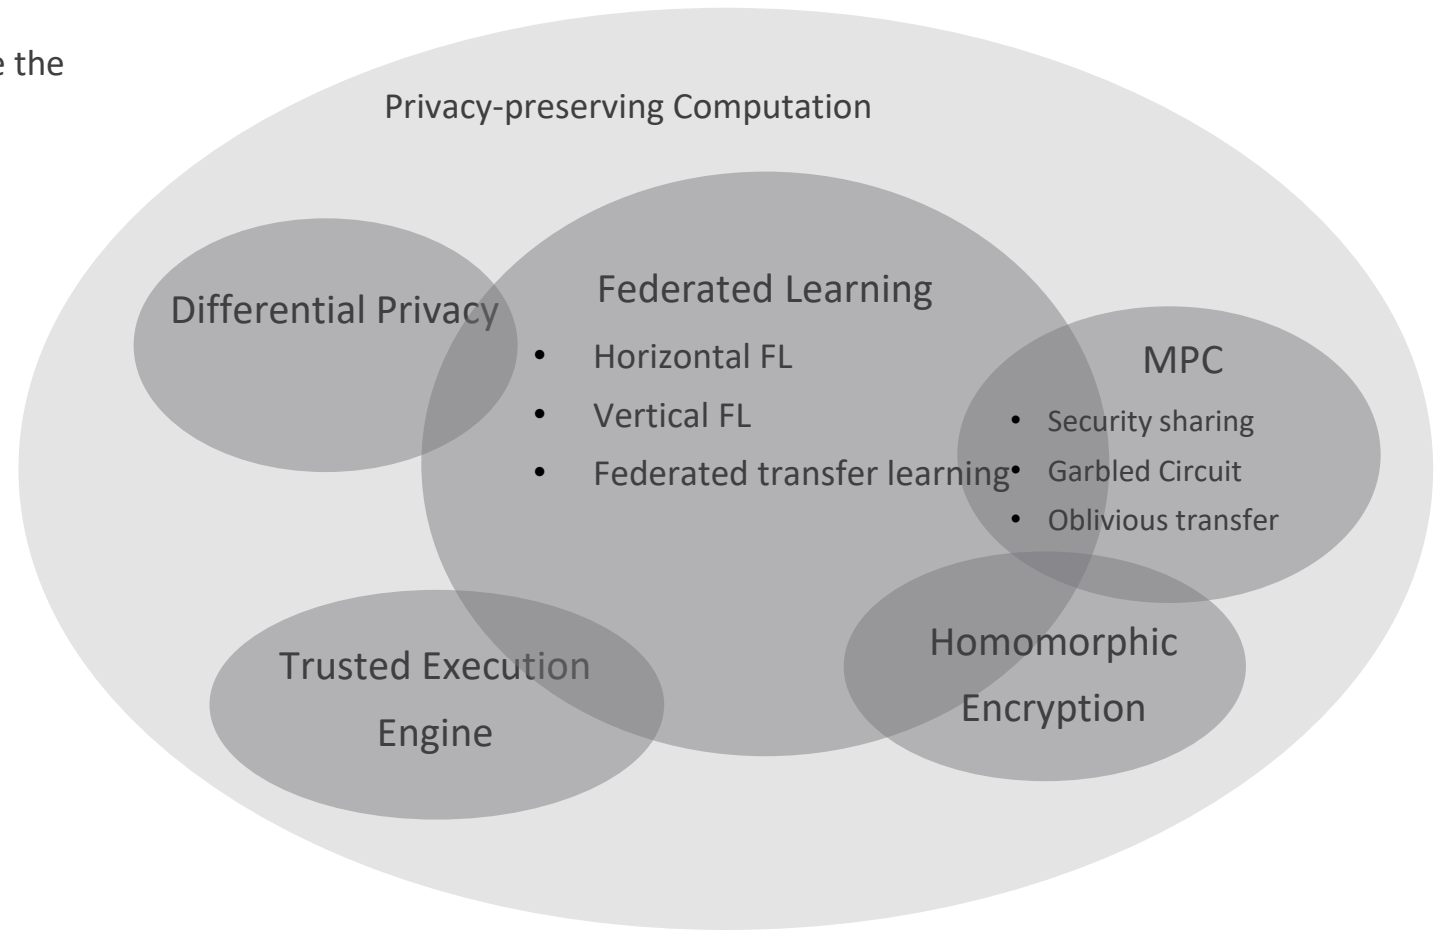 e the
Privacy-preserving Computation
Differential Privacy
Federated Learning
• Horizontal FL
• Vertical FL
• Federated transfer learning
MPC
• Security sharing
• Garbled Circuit
• Oblivious transfer
Trusted Execution
Engine
Homomorphic
Encryption